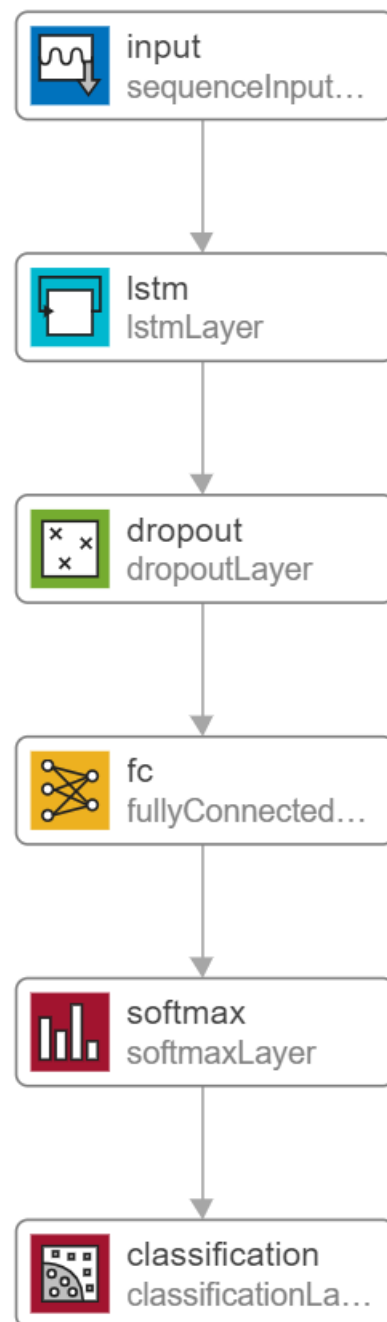 input
sequenceInput...
lstm
lstmLayer
dropout
dropoutLayer
fc
fullyConnected...
softmax
softmaxLayer
classification
classificationLa...